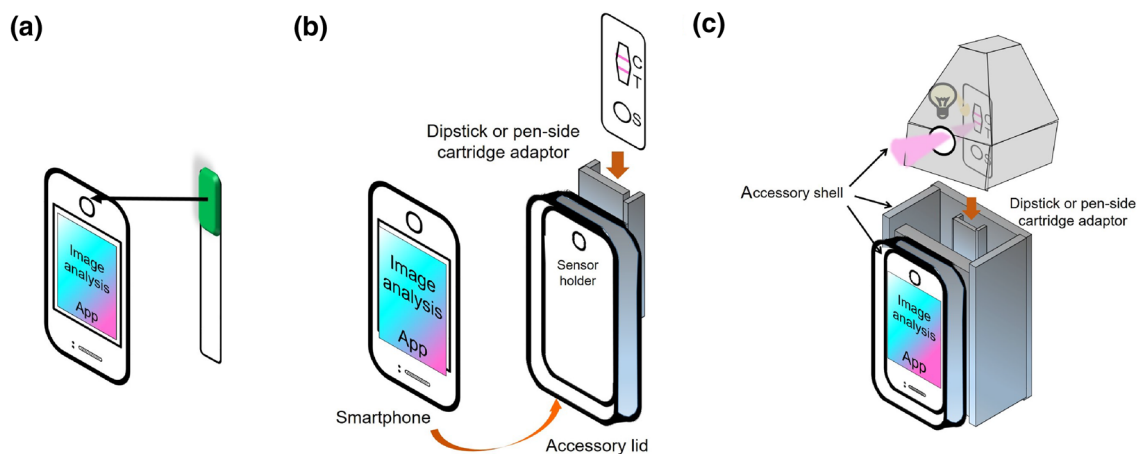 (a)
Image
analysis
App
(b)
C
T
S
Dipstick or pen-side
cartridge adaptor
Image
analysis
App
Sensor
holder
Smartphone
Accessory lid
(c)
C
T
S
Accessory shell
Dipstick or pen-side
cartridge adaptor
Image
analysis
App